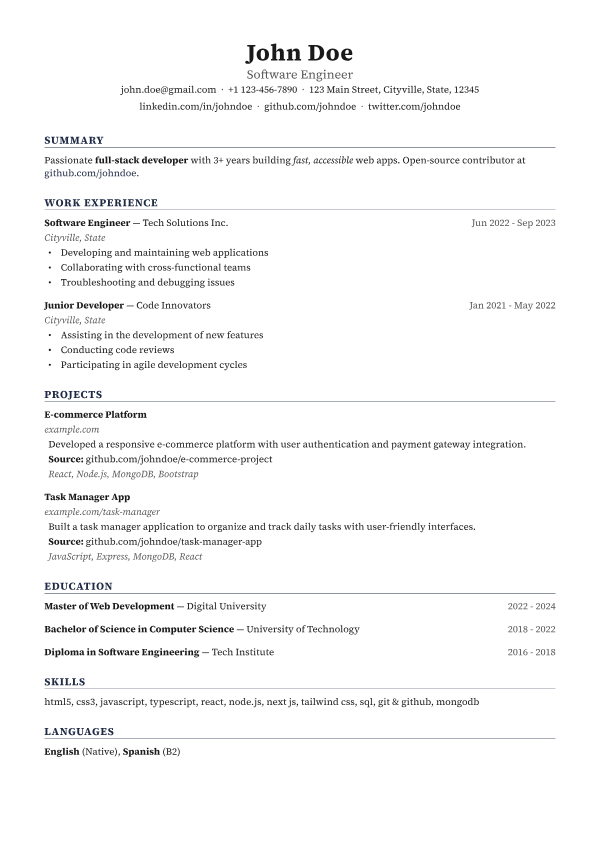 John Doe
Software Engineer
john.doe@gmail.com · +1 123-456-7890 · 123 Main Street, Cityville, State, 12345
linkedin.com/in/johndoe · github.com/johndoe · twitter.com/johndoe
SUMMARY
Passionate full-stack developer with 3+ years building fast, accessible web apps. Open-source contributor at
github.com/johndoe.
WORK EXPERIENCE
Software Engineer — Tech Solutions Inc. Jun 2022 - Sep 2023
Cityville, State
• Developing and maintaining web applications
• Collaborating with cross-functional teams
• Troubleshooting and debugging issues
Junior Developer — Code Innovators Jan 2021 - May 2022
Cityville, State
• Assisting in the development of new features
• Conducting code reviews
• Participating in agile development cycles
PROJECTS
E-commerce Platform
example.com
Developed a responsive e-commerce platform with user authentication and payment gateway integration.
Source: github.com/johndoe/e-commerce-project
React, Node.js, MongoDB, Bootstrap
Task Manager App
example.com/task-manager
Built a task manager application to organize and track daily tasks with user-friendly interfaces.
Source: github.com/johndoe/task-manager-app
JavaScript, Express, MongoDB, React
EDUCATION
Master of Web Development — Digital University 2022 - 2024
Bachelor of Science in Computer Science — University of Technology 2018 - 2022
Diploma in Software Engineering — Tech Institute 2016 - 2018
SKILLS
html5, css3, javascript, typescript, react, node.js, next js, tailwind css, sql, git & github, mongodb
LANGUAGES
English (Native), Spanish (B2)